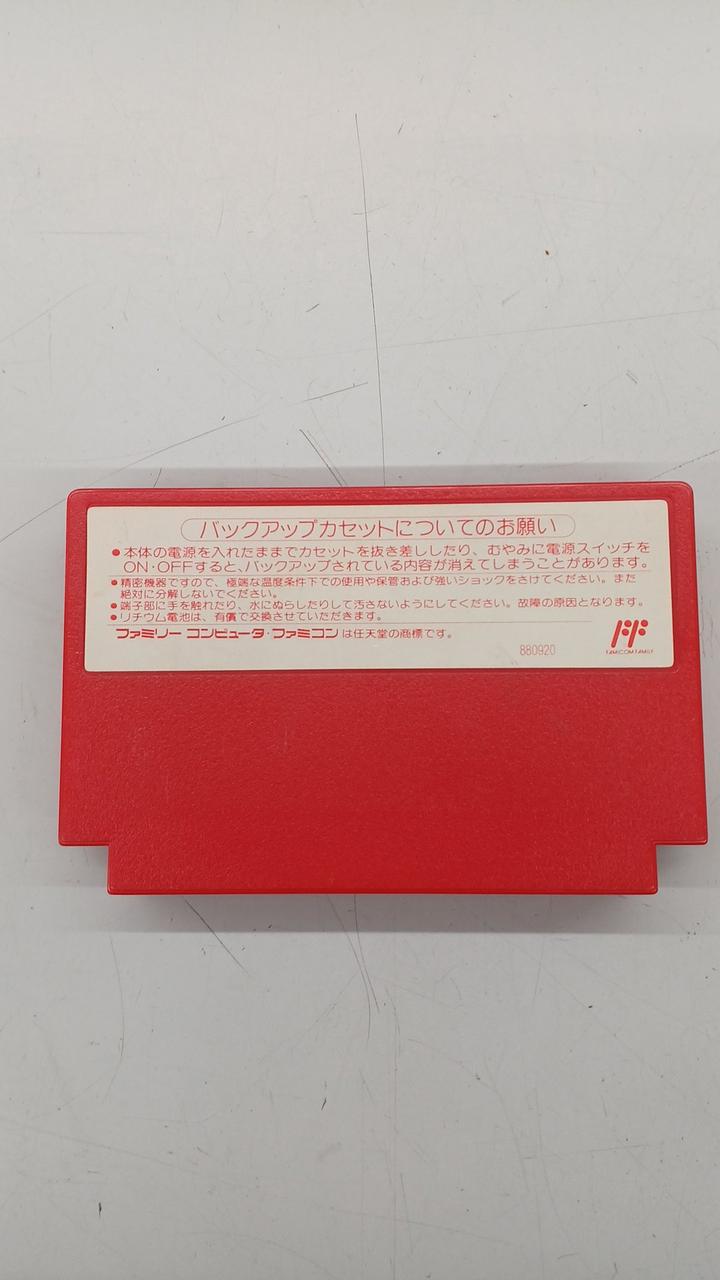 バックアップカセットについてのお願い
●本体の電源を入れたままでカセットを抜き差ししたり、むやみに電源スイッチを
ON・OFFすると、バックアップされている内容が消えてしまうことがあります。
●精密機器ですので、極端な温度条件下での使用や保管および強いショックをさけてください。また
絶対に分解しないでください。
●端子部に手を触れたり、水にぬらしたりして汚さないようにしてください。故障の原因となります。
●リチウム電池は、有償で交換させていただきます。
ファミリー コンピュータ・ファミコンは任天堂の商標です。
880920
FAMICOM FAMILY